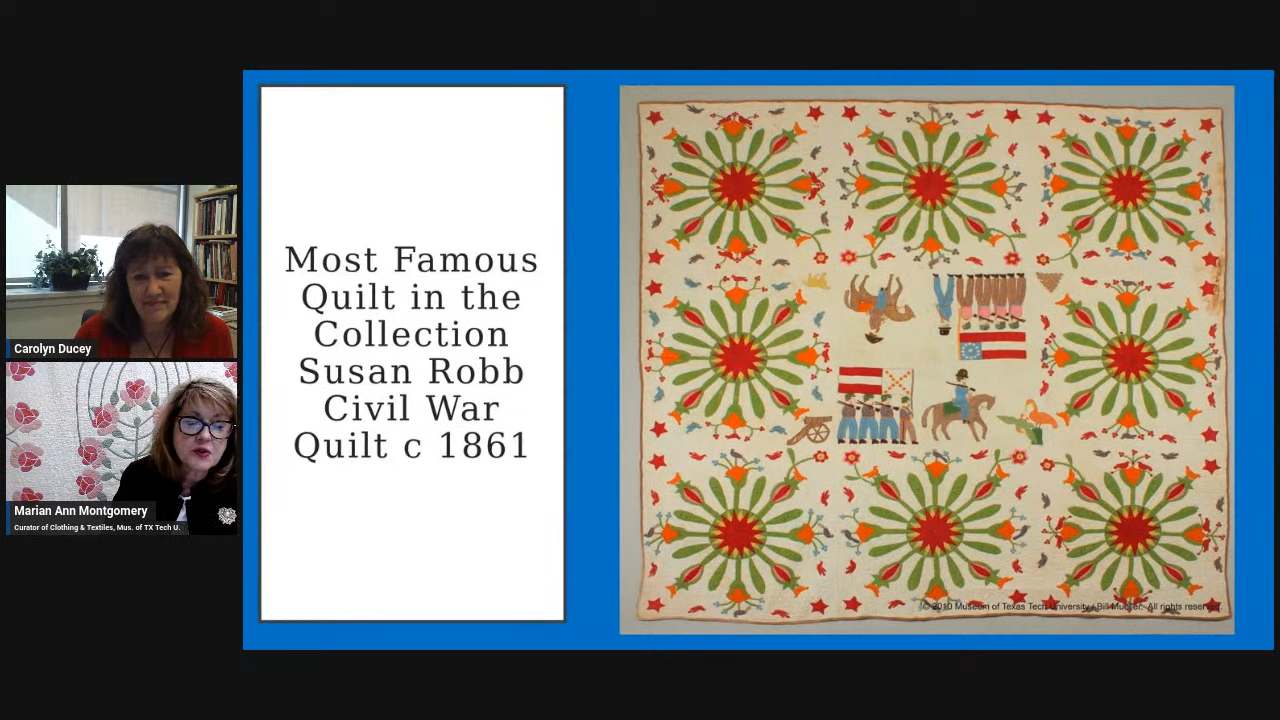 Most Famous
Quilt in the
Collection
Susan Robb
Civil War
Quilt c 1861
Carolyn Ducey
Marian Ann Montgomery
Curator of Clothing & Textiles, Mus. of TX Tech U.
© 2010 Museum of Texas Tech University / Bill Mueller. All rights reserved.